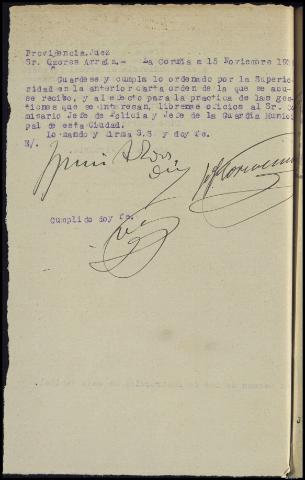 Providencia.Juez
Sr. Ozores Arraiz.- La Coruña a 15 Noviembre
Guardese y cumpla lo ordenado por la Superio
ridad en la anterior carta orden de la que se acu-
se recibo, y al efecto para la practica de las ges
tiones que se interesan, librense oficios al Sr. Co
misario Jefe de Policia y Jefe de la Guardia Munici
pal de esta Ciudad.
Lo mando y firma S.S. y doy fe.
E/.
Cumplido doy fe.